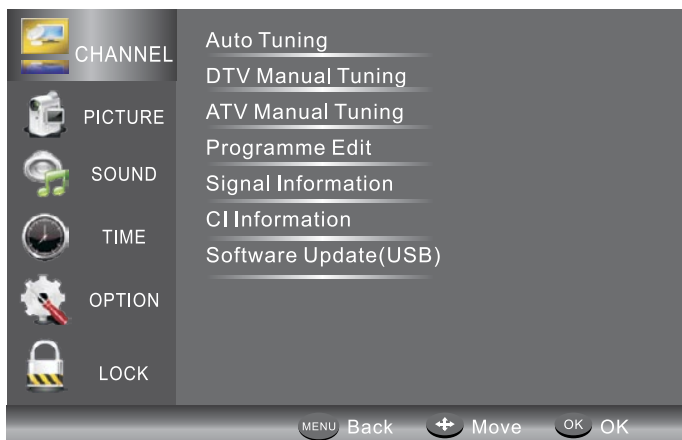 CHANNEL
PICTURE
SOUND
TIME
OPTION
LOCK
Auto Tuning
DTV Manual Tuning
ATV Manual Tuning
Programme Edit
Signal Information
CI Information
Software Update(USB)
MENU Back Move OK OK